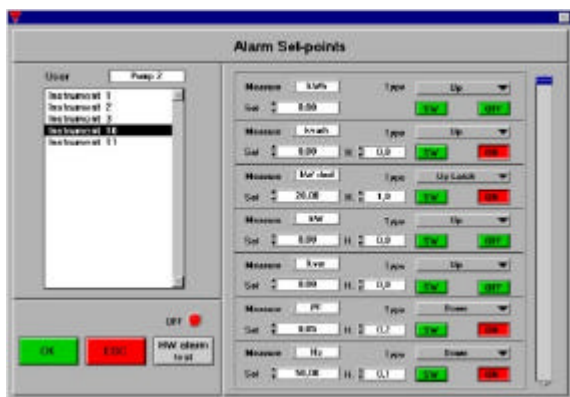 Alarm Set-points
User Pump 2
Instrument 1
Instrument 2
Instrument 3
Instrument 10
Instrument 11
OFF
OK ESC HW alarm test
Measure kWh Type Up
Set 0.00 SW OFF
Measure kvarh Type Up
Set 0.00 H. 0,0 SW ON
Measure kW dmd Type Up Latch
Set 20,00 H. 1,0 SW ON
Measure kW Type Up
Set 0.00 H. 0,0 SW OFF
Measure kvar Type Up
Set 0.00 H. 0,0 SW OFF
Measure PF Type Down
Set H. SW ON
Measure Hz Type Down
Set 50,00 H. 0,1 SW ON